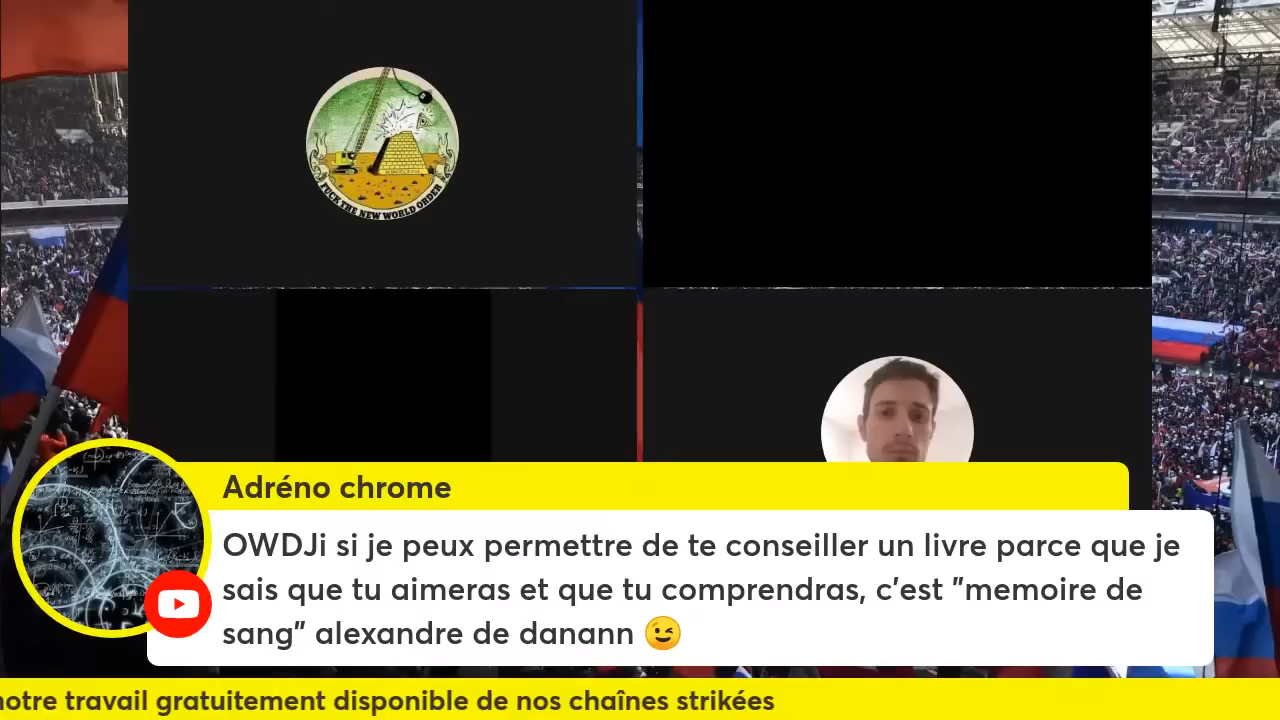 FUCK THE NEW WORLD ORDER
Adréno chrome
OWDJi si je peux permettre de te conseiller un livre parce que je
sais que tu aimeras et que tu comprendras, c'est "memoire de
sang" alexandre de danann 😉
notre travail gratuitement disponible de nos chaînes strikées